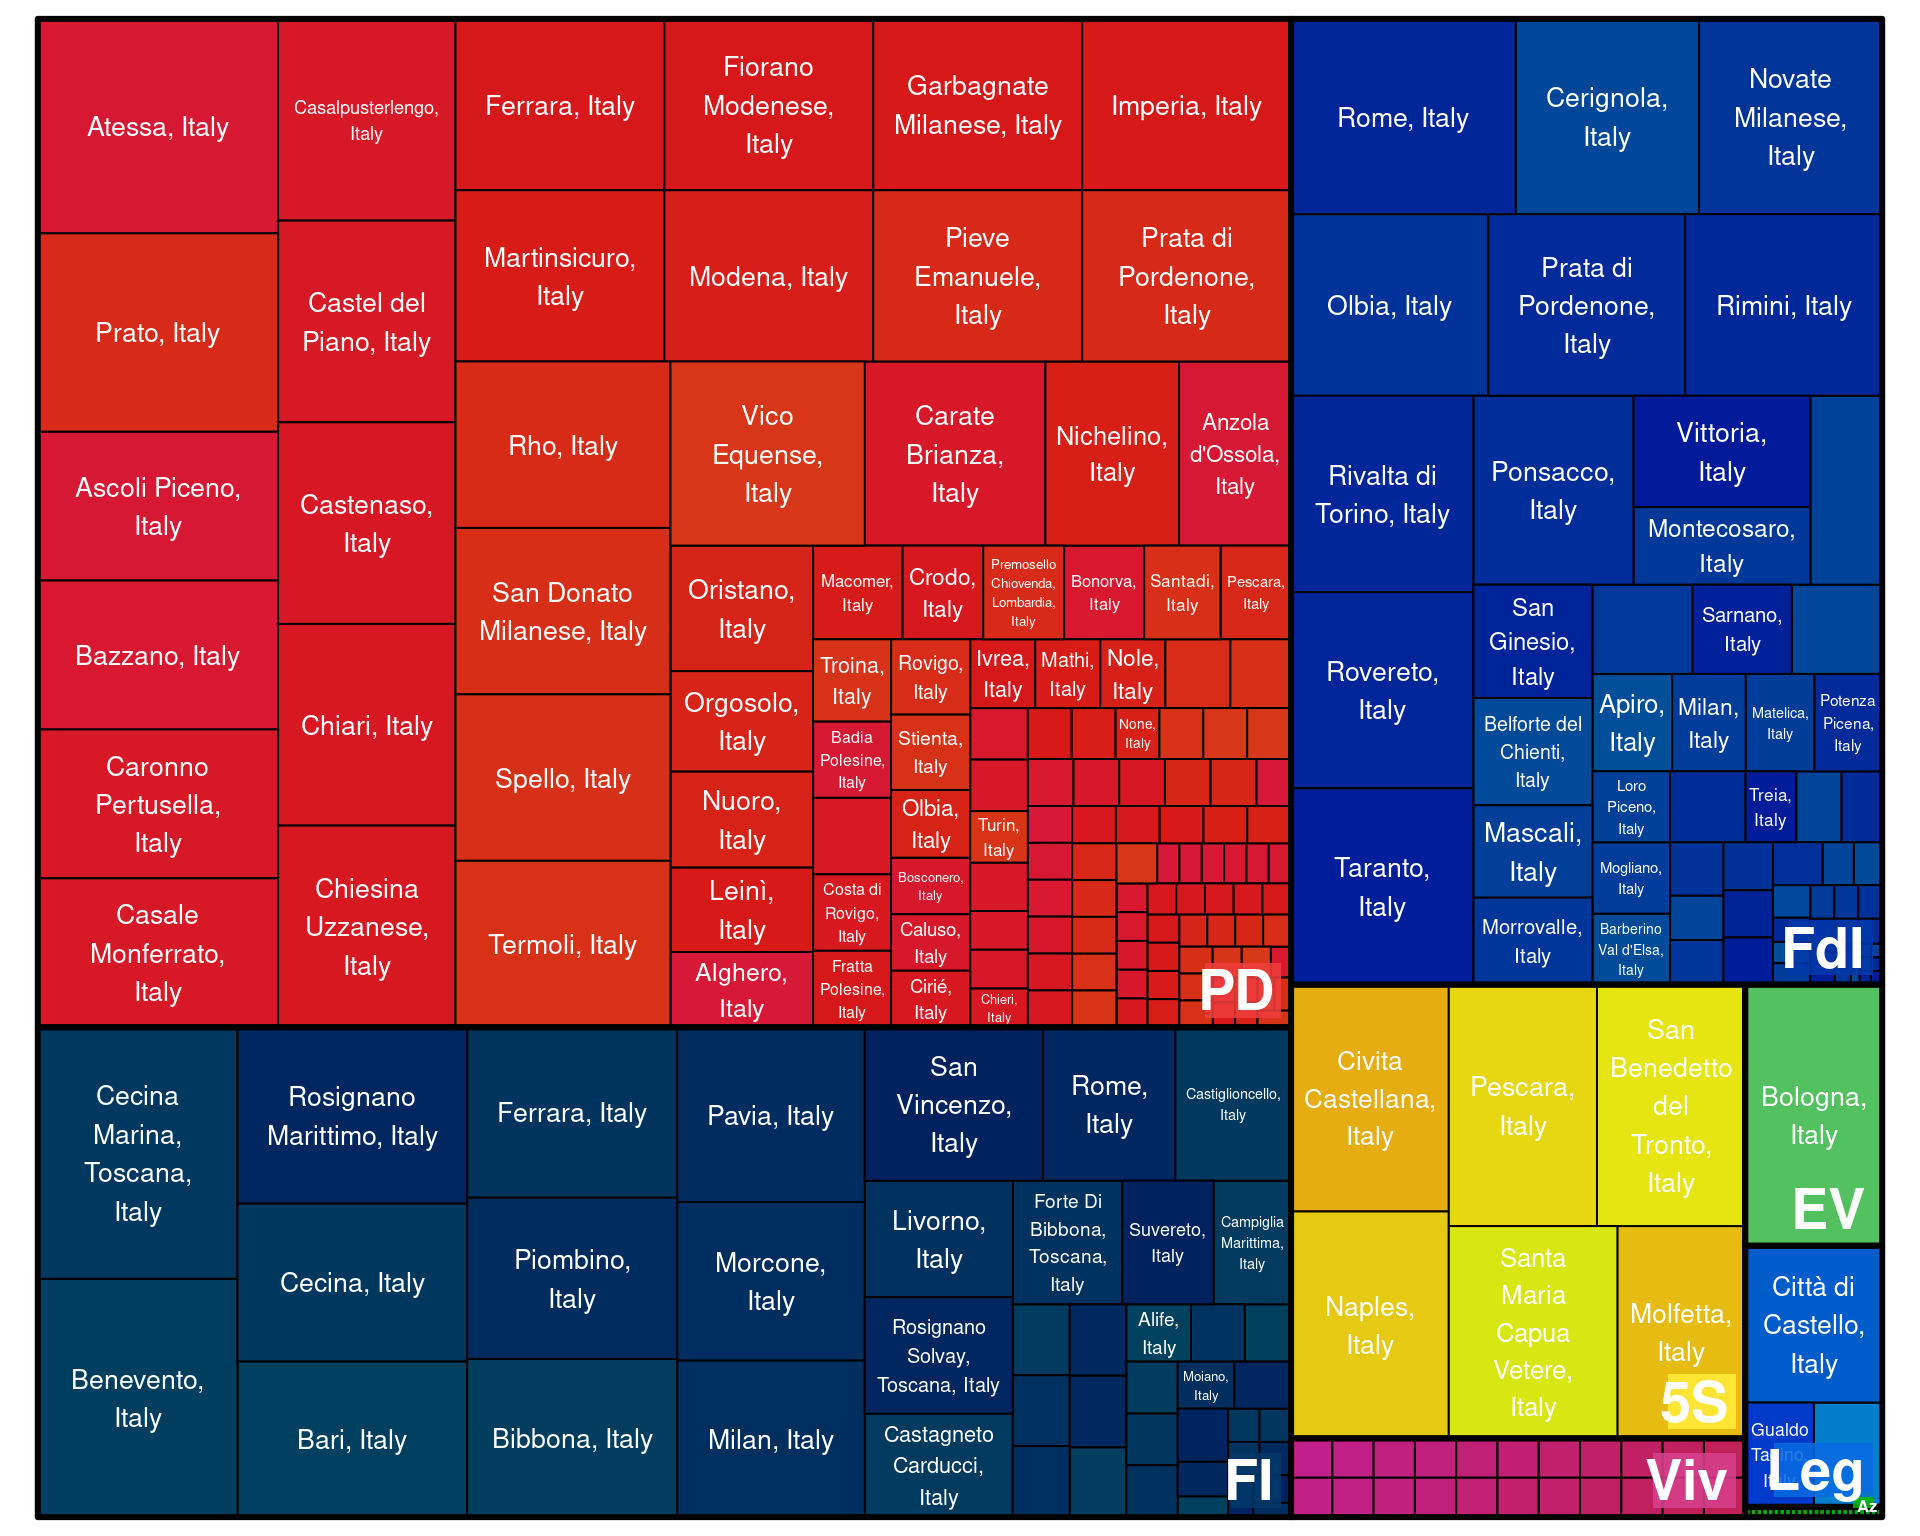 Atessa, Italy
Prato, Italy
Ascoli Piceno,
Italy
Bazzano, Italy
Caronno
Pertusella,
Italy
Casale
Monferrato,
Italy
Casalpusterlengo,
Italy
Castel del
Piano, Italy
Castenaso,
Italy
Chiari, Italy
Chiesina
Uzzanese,
Italy
Ferrara, Italy
Fiorano
Modenese,
Italy
Garbagnate
Milanese, Italy
Imperia, Italy
Martinsicuro,
Italy
Modena, Italy
Pieve
Emanuele,
Italy
Prata di
Pordenone,
Italy
Rho, Italy
San Donato
Milanese, Italy
Spello, Italy
Termoli, Italy
Vico
Equense,
Italy
Carate
Brianza,
Italy
Nichelino,
Italy
Anzola
d'Ossola,
Italy
Oristano,
Italy
Orgosolo,
Italy
Nuoro,
Italy
Leinì,
Italy
Alghero,
Italy
Macomer,
Italy
Crodo,
Italy
Premosello
Chiovenda,
Lombardia,
Italy
Bonorva,
Italy
Santadi,
Italy
Pescara,
Italy
Troina,
Italy
Badia
Polesine,
Italy
Costa di
Rovigo,
Italy
Fratta
Polesine,
Italy
Rovigo,
Italy
Stienta,
Italy
Olbia,
Italy
Bosconero,
Italy
Caluso,
Italy
Cirié,
Italy
Ivrea,
Italy
Mathi,
Italy
Nole,
Italy
None,
Italy
Turin,
Italy
Chieri,
Italy
PD
Rome, Italy
Cerignola,
Italy
Novate
Milanese,
Italy
Olbia, Italy
Prata di
Pordenone,
Italy
Rimini, Italy
Rivalta di
Torino, Italy
Rovereto,
Italy
Taranto,
Italy
Ponsacco,
Italy
Vittoria,
Italy
Montecosaro,
Italy
San
Ginesio,
Italy
Belforte del
Chienti,
Italy
Mascali,
Italy
Morrovalle,
Italy
Sarnano,
Italy
Apiro,
Italy
Milan,
Italy
Matelica,
Italy
Potenza
Picena,
Italy
Loro
Piceno,
Italy
Treia,
Italy
Mogliano,
Italy
Barberino
Val d'Elsa,
Italy
FdI
Cecina
Marina,
Toscana,
Italy
Benevento,
Italy
Rosignano
Marittimo, Italy
Cecina, Italy
Bari, Italy
Ferrara, Italy
Piombino,
Italy
Bibbona, Italy
Pavia, Italy
Morcone,
Italy
Milan, Italy
San
Vincenzo,
Italy
Rome,
Italy
Castiglioncello,
Italy
Livorno,
Italy
Rosignano
Solvay,
Toscana, Italy
Castagneto
Carducci,
Italy
Forte Di
Bibbona,
Toscana,
Italy
Suvereto,
Italy
Campiglia
Marittima,
Italy
Alife,
Italy
Moiano,
Italy
FI
Civita
Castellana,
Italy
Pescara,
Italy
San
Benedetto
del
Tronto,
Italy
Naples,
Italy
Santa
Maria
Capua
Vetere,
Italy
Molfetta,
Italy
5S
Viv
Bologna,
Italy
EV
Città di
Castello,
Italy
Gualdo
Leg
Az